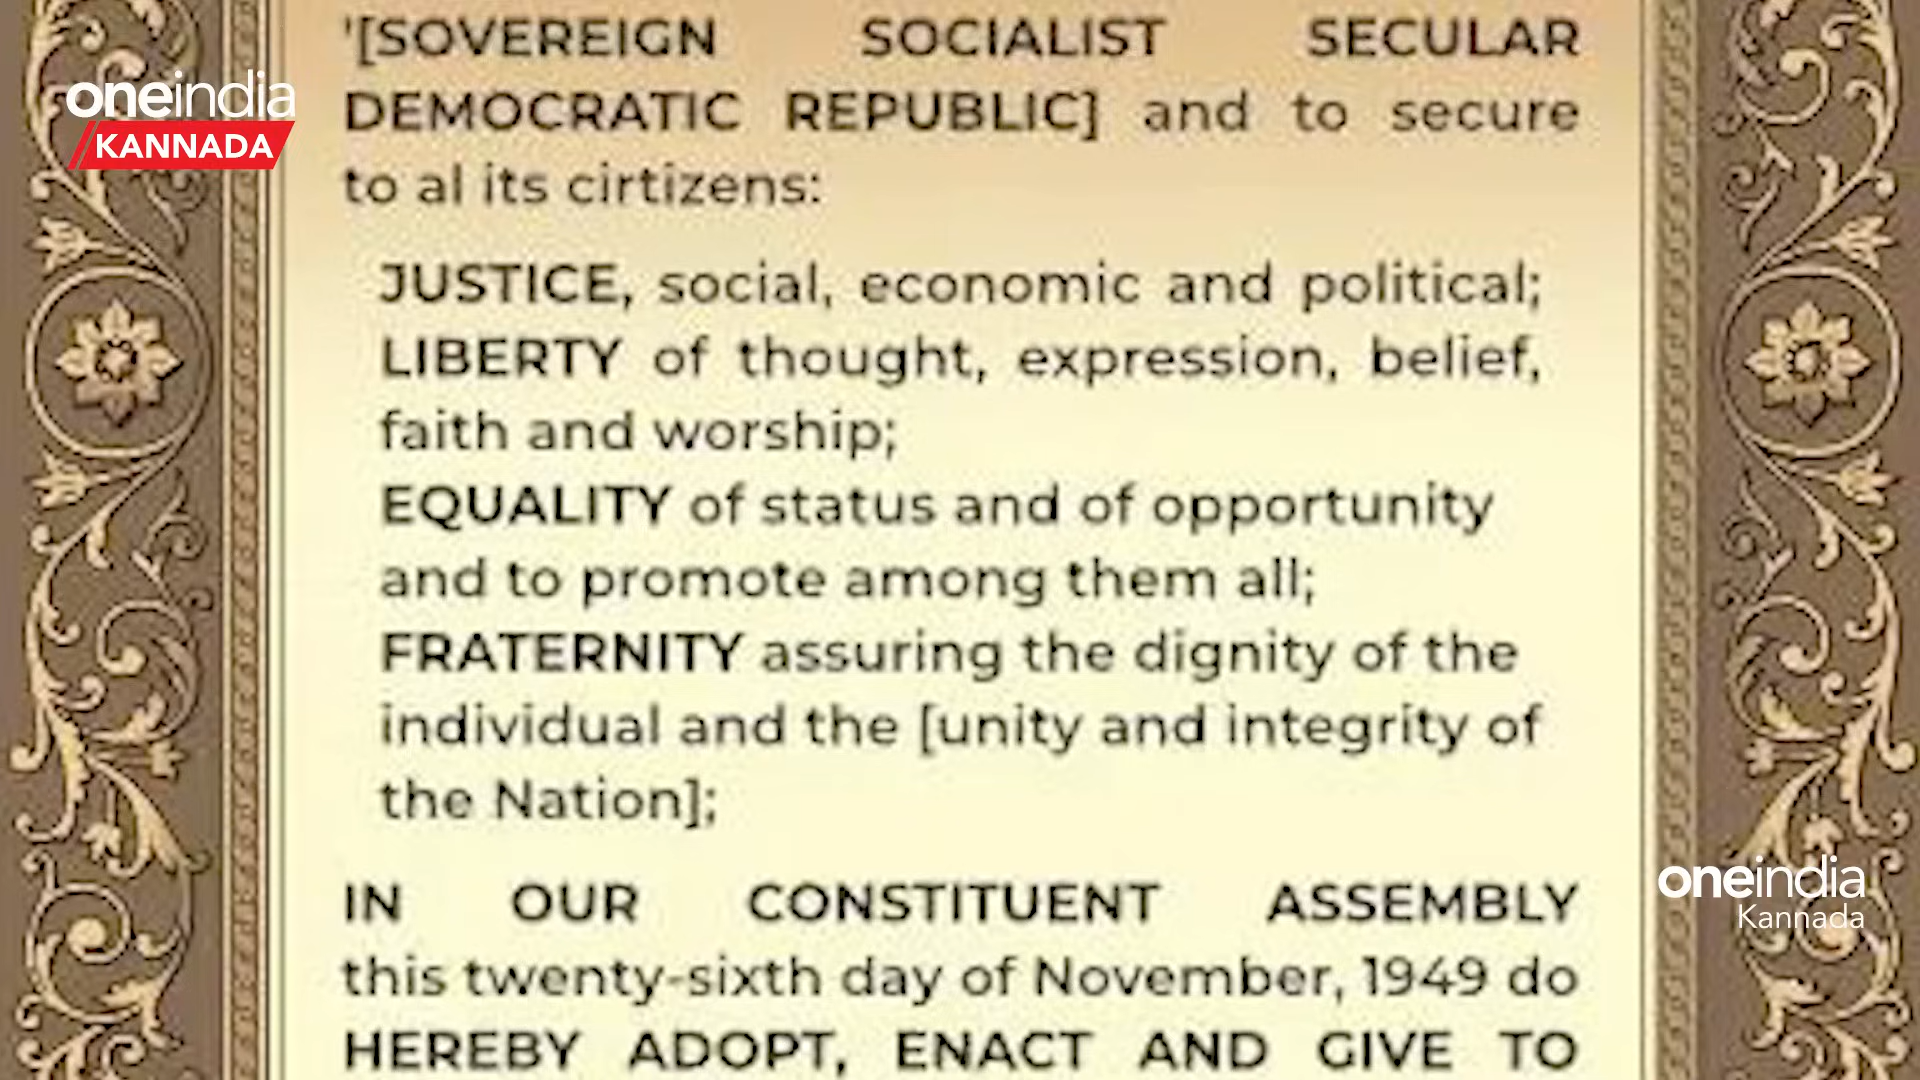 '[SOVEREIGN SOCIALIST SECULAR
oneindia
KANNADA
DEMOCRATIC REPUBLIC] and to secure
to al its cirtizens:
JUSTICE, social, economic and political;
LIBERTY of thought, expression, belief,
faith and worship;
EQUALITY of status and of opportunity
and to promote among them all;
FRATERNITY assuring the dignity of the
individual and the [unity and integrity of
the Nation];
IN OUR CONSTITUENT ASSEMBLY
oneindia
Kannada
this twenty-sixth day of November, 1949 do
HEREBY ADOPT, ENACT AND GIVE TO